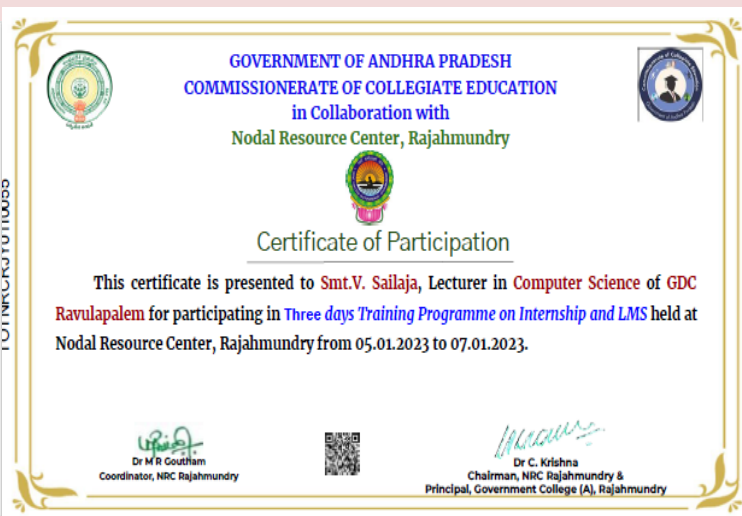 GOVERNMENT OF ANDHRA PRADESH
COMMISSIONERATE OF COLLEGIATE EDUCATION
in Collaboration with
Nodal Resource Center, Rajahmundry
Certificate of Participation
This certificate is presented to Smt.V. Sailaja, Lecturer in Computer Science of GDC
Ravulapalem for participating in Three days Training Programme on Internship and LMS held at
Nodal Resource Center, Rajahmundry from 05.01.2023 to 07.01.2023.
Dr M R Goutham
Coordinator, NRC Rajahmundry
Dr C. Krishna
Chairman, NRC Rajahmundry &
Principal, Government College (A), Rajahmundry